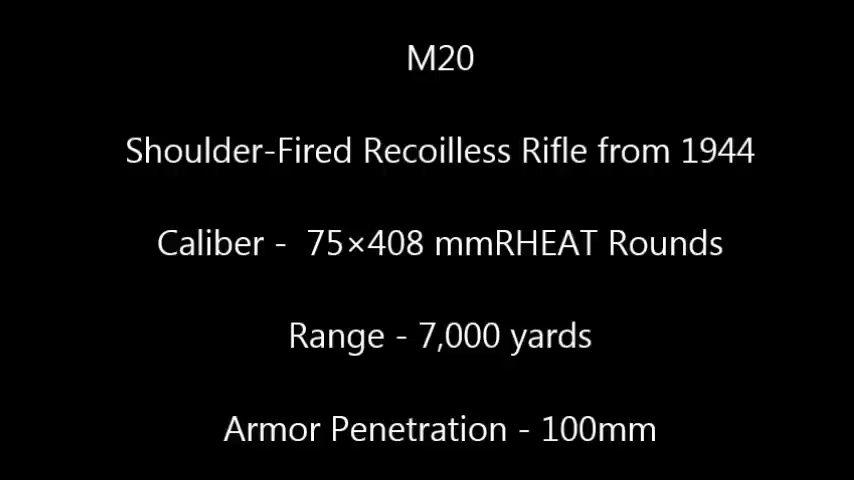 M20
Shoulder-Fired Recoilless Rifle from 1944
Caliber -  75×408 mmRHEAT Rounds
Range - 7,000 yards
Armor Penetration - 100mm